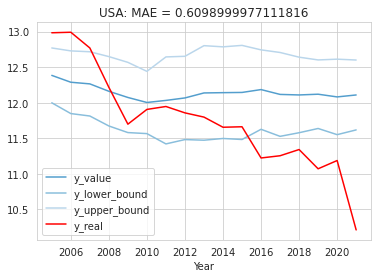 USA: MAE = 0.6098999977111816
13.0
12.5
12.0
11.5
11.0
10.5
y_value
y_lower_bound
y_upper_bound
y_real
2006 2008 2010 2012 2014 2016 2018 2020
Year